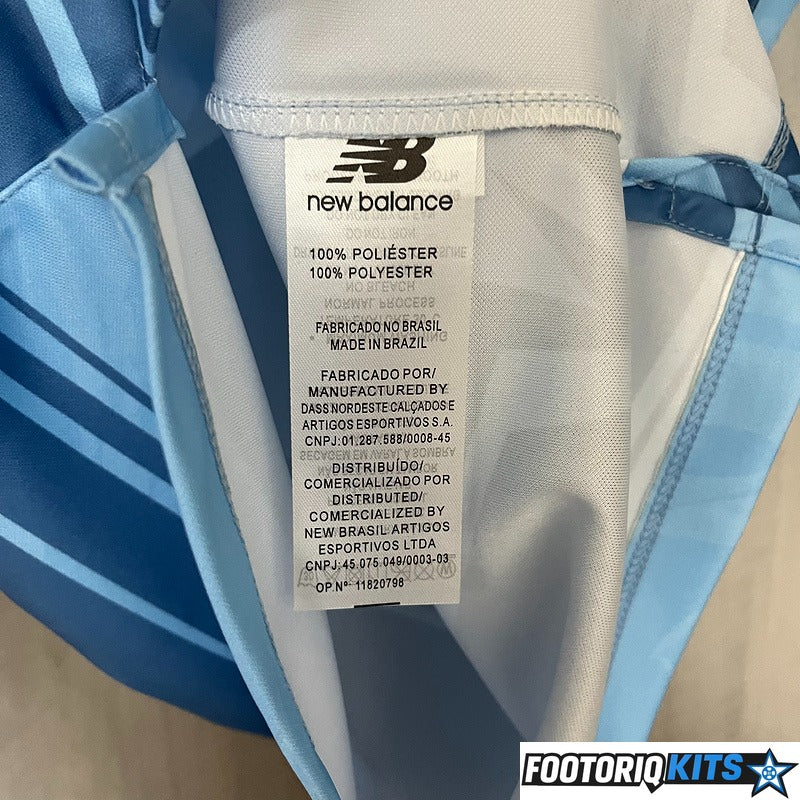 NB
new balance
100% POLIÉSTER
100% POLYESTER
FABRICADO NO BRASIL
MADE IN BRAZIL
FABRICADO POR/
MANUFACTURED BY
DASS NORDESTE CALÇADOS E
ARTIGOS ESPORTIVOS S.A.
CNPJ:01.287.588/0008-45
DISTRIBUÍDO/
COMERCIALIZADO POR
DISTRIBUTED/
COMERCIALIZED BY
NEW BRASIL ARTIGOS
ESPORTIVOS LTDA
CNPJ:45.075.049/0003-03
OP.Nº 11820798
FOOTORIQKITS